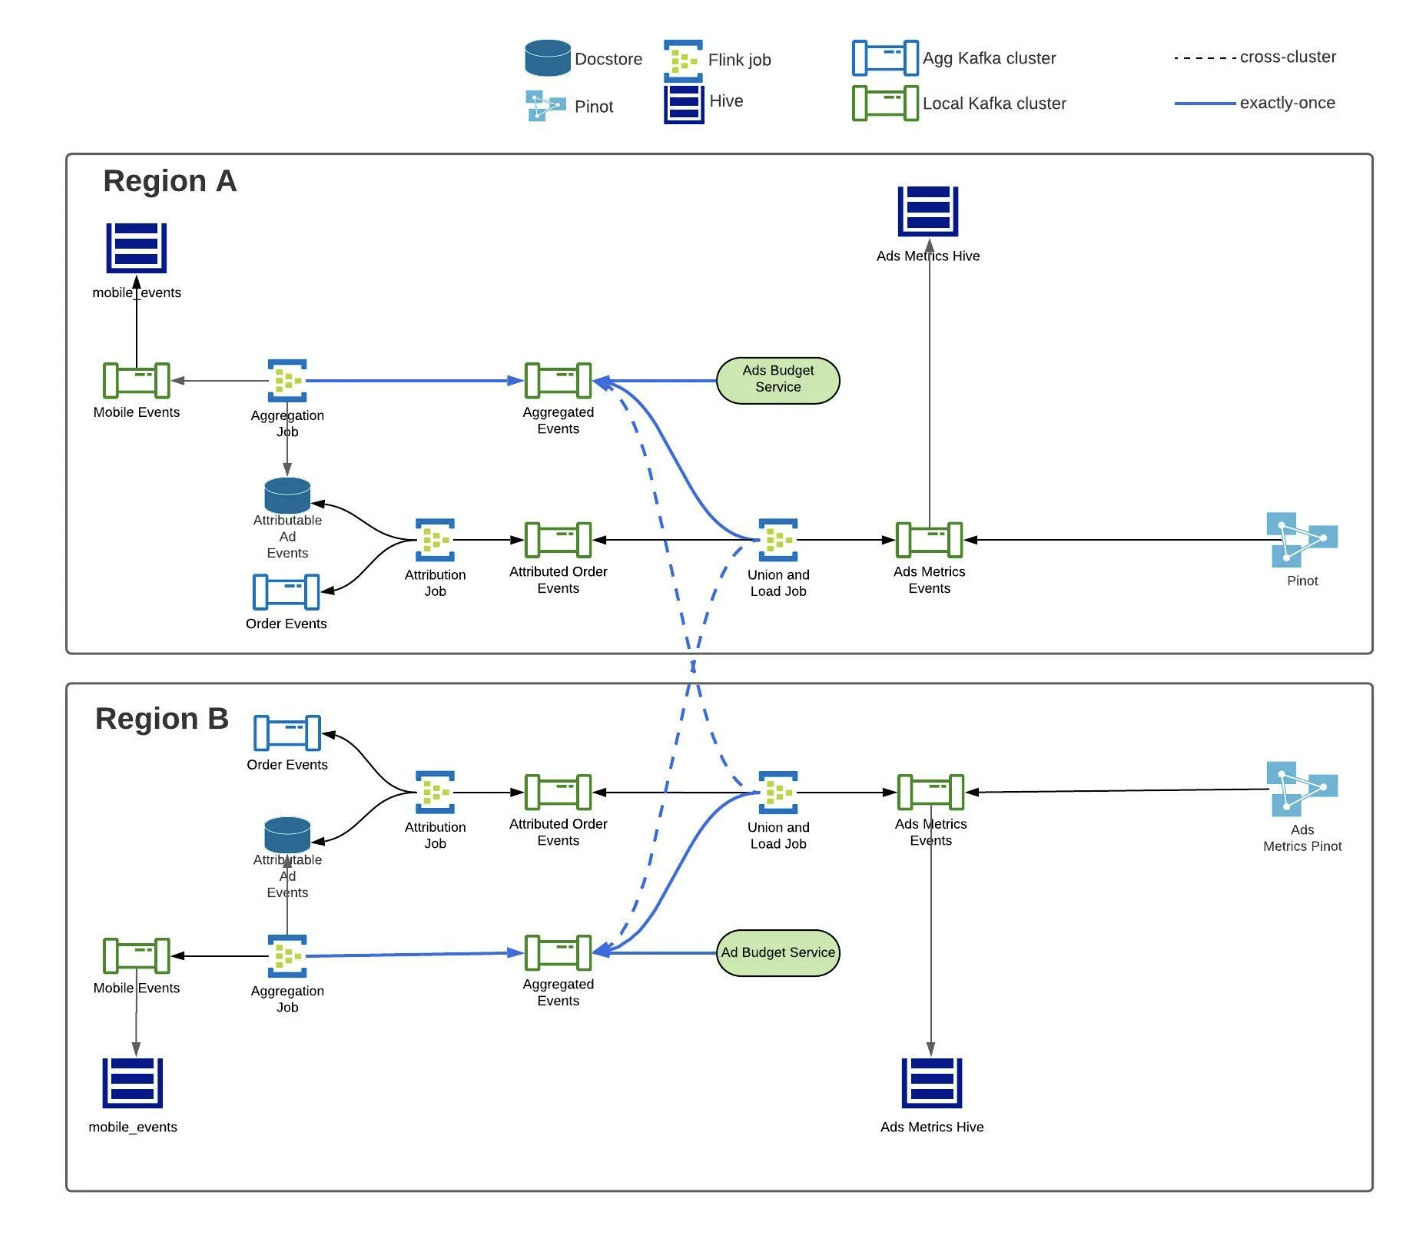 Docstore
Flink job
Agg Kafka cluster
cross-cluster
Pinot
Hive
Local Kafka cluster
exactly-once
Region A
mobile_events
Ads Metrics Hive
Mobile Events
Aggregation
Job
Aggregated
Events
Ads Budget
Service
Attributable
Ad
Events
Order Events
Attribution
Job
Attributed Order
Events
Union and
Load Job
Ads Metrics
Events
Pinot
Region B
Order Events
Attributable
Ad
Events
Attribution
Job
Attributed Order
Events
Union and
Load Job
Ads Metrics
Events
Ads
Metrics Pinot
Mobile Events
Aggregation
Job
Aggregated
Events
Ad Budget Service
mobile_events
Ads Metrics Hive